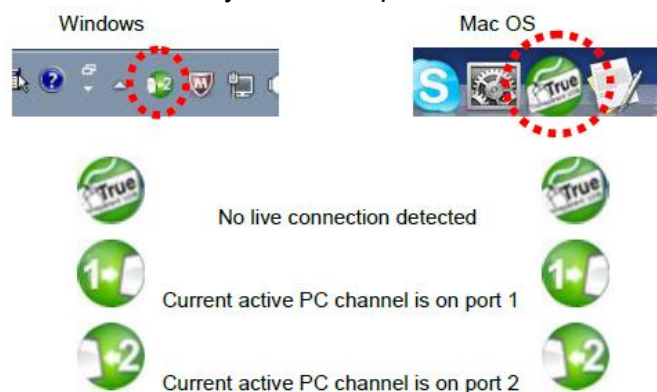 Windows Mac OS
True
True True
No live connection detected
1 1
Current active PC channel is on port 1
2 2
Current active PC channel is on port 2